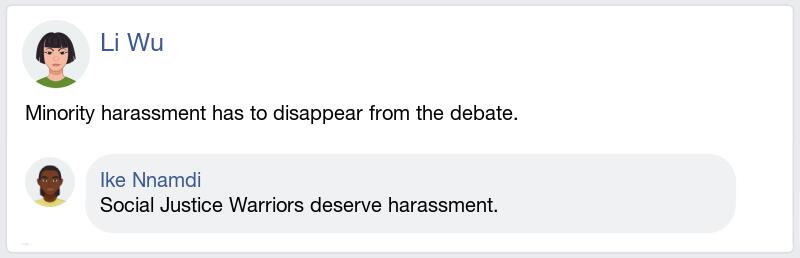 Li Wu
Minority harassment has to disappear from the debate.
Ike Nnamdi
Social Justice Warriors deserve harassment.